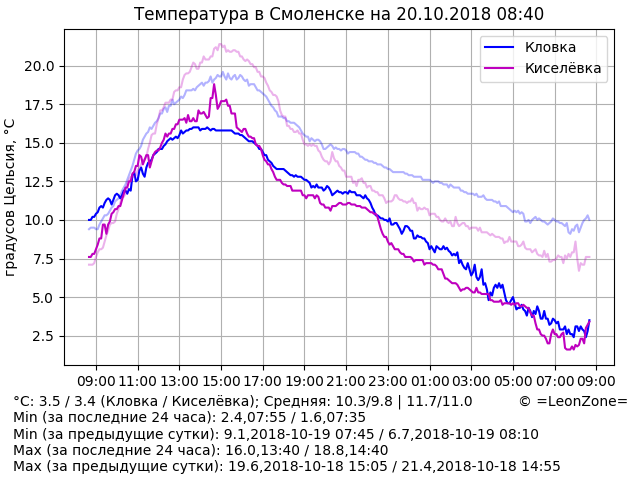 Температура в Смоленске на 20.10.2018 08:40
градусов Цельсия, °C
20.0
17.5
15.0
12.5
10.0
7.5
5.0
2.5
Кловка
Киселёвка
09:00 11:00 13:00 15:00 17:00 19:00 21:00 23:00 01:00 03:00 05:00 07:00 09:00
°C: 3.5 / 3.4 (Кловка / Киселёвка); Средняя: 10.3/9.8 | 11.7/11.0 © =LeonZone=
Min (за последние 24 часа): 2.4,07:55 / 1.6,07:35
Min (за предыдущие сутки): 9.1,2018-10-19 07:45 / 6.7,2018-10-19 08:10
Max (за последние 24 часа): 16.0,13:40 / 18.8,14:40
Max (за предыдущие сутки): 19.6,2018-10-18 15:05 / 21.4,2018-10-18 14:55